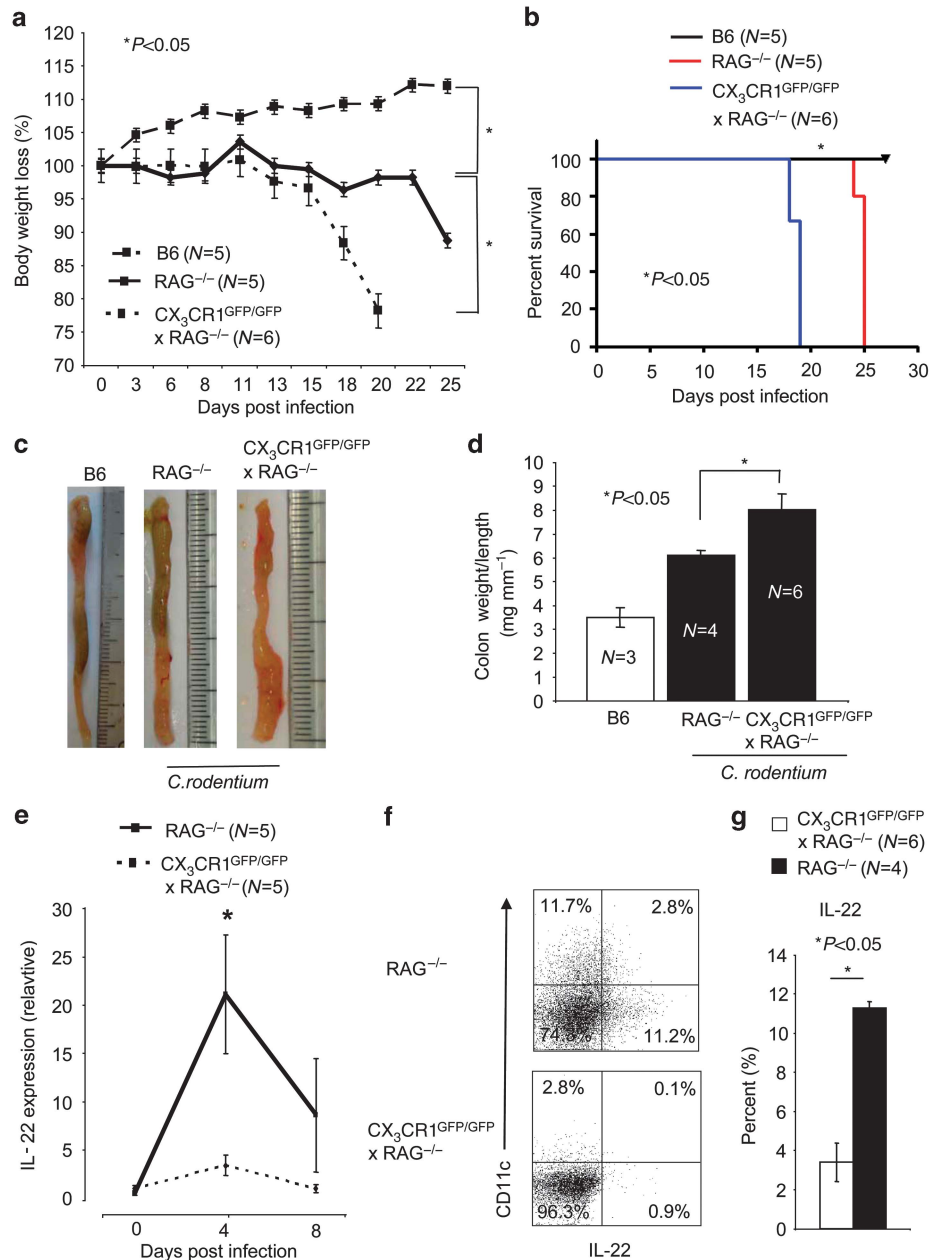 a
*P<0.05
120
115
110
105
100
95
90
85
80
75
70
Body weight loss (%)
*
*
B6 (N=5)
RAG–/– (N=5)
CX3CR1GFP/GFP
x RAG–/– (N=6)
0 3 6 8 11 13 15 18 20 22 25
Days post infection
b
B6 (N=5)
RAG–/– (N=5)
CX3CR1GFP/GFP
x RAG–/– (N=6)
*
100
80
60
40
20
0
Percent survival
*P<0.05
0 5 10 15 20 25 30
Days post infection
c
B6
RAG–/–
CX3CR1GFP/GFP
x RAG–/–
C.rodentium
d
10
9
8
7
6
5
4
3
2
1
0
Colon weight/length
(mg mm–1)
*P<0.05
*
N=3
N=4
N=6
B6
RAG–/– CX3CR1GFP/GFP
x RAG–/–
C. rodentium
e
RAG–/– (N=5)
CX3CR1GFP/GFP
x RAG–/– (N=5)
30
25
20
15
10
5
0
IL- 22 expression (relavtive)
*
0 4 8
Days post infection
f
RAG–/–
11.7% 2.8%
11.2%
CX3CR1GFP/GFP
x RAG–/–
2.8% 0.1%
96.3% 0.9%
CD11c
IL-22
g
CX3CR1GFP/GFP
x RAG–/– (N=6)
RAG–/– (N=4)
IL-22
*P<0.05
*
14
12
10
8
6
4
2
0
Percent (%)